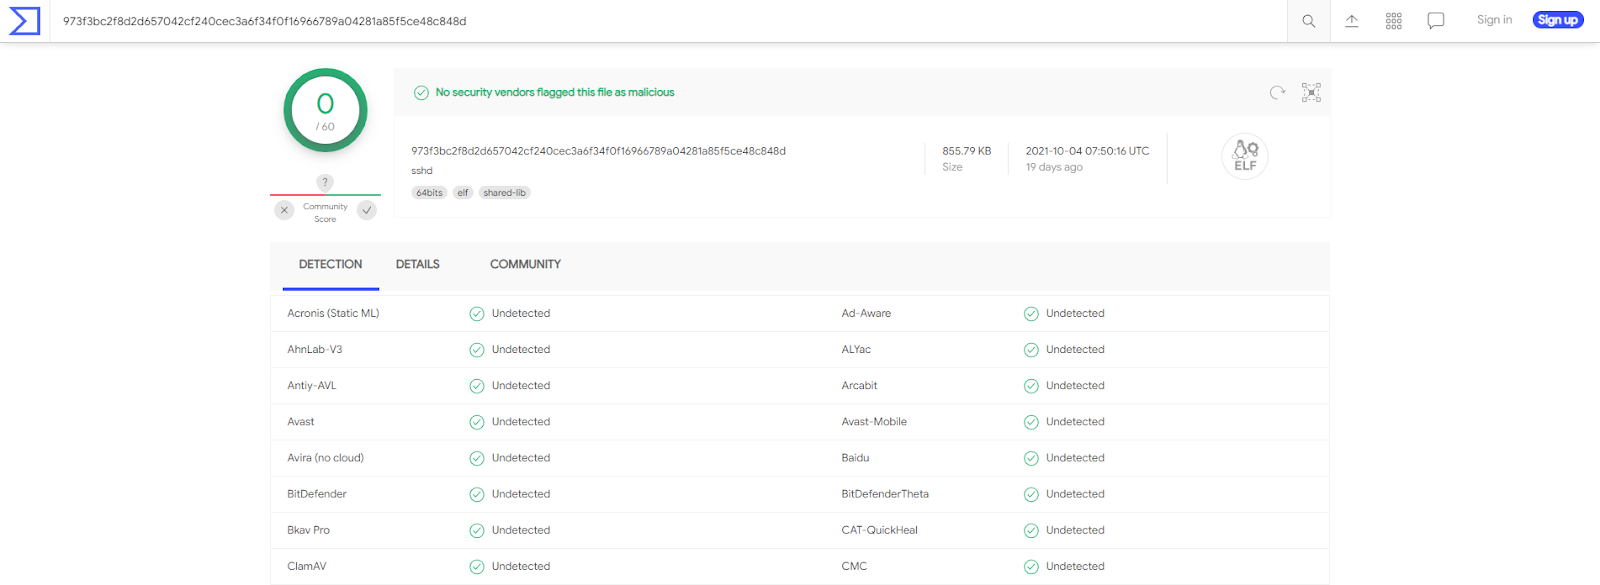 973f3bc2f8d2d657042cf240cec3a6f34f0f16966789a04281a85f5ce48c848d
Sign in
Sign up
0
/ 60
No security vendors flagged this file as malicious
973f3bc2f8d2d657042cf240cec3a6f34f0f16966789a04281a85f5ce48c848d
sshd
64bits elf shared-lib
855.79 KB
Size
2021-10-04 07:50:16 UTC
19 days ago
ELF
?
Community
Score
DETECTION DETAILS COMMUNITY
Acronis (Static ML) Undetected Ad-Aware Undetected
AhnLab-V3 Undetected ALYac Undetected
Antiy-AVL Undetected Arcabit Undetected
Avast Undetected Avast-Mobile Undetected
Avira (no cloud) Undetected Baidu Undetected
BitDefender Undetected BitDefenderTheta Undetected
Bkav Pro Undetected CAT-QuickHeal Undetected
ClamAV Undetected CMC Undetected